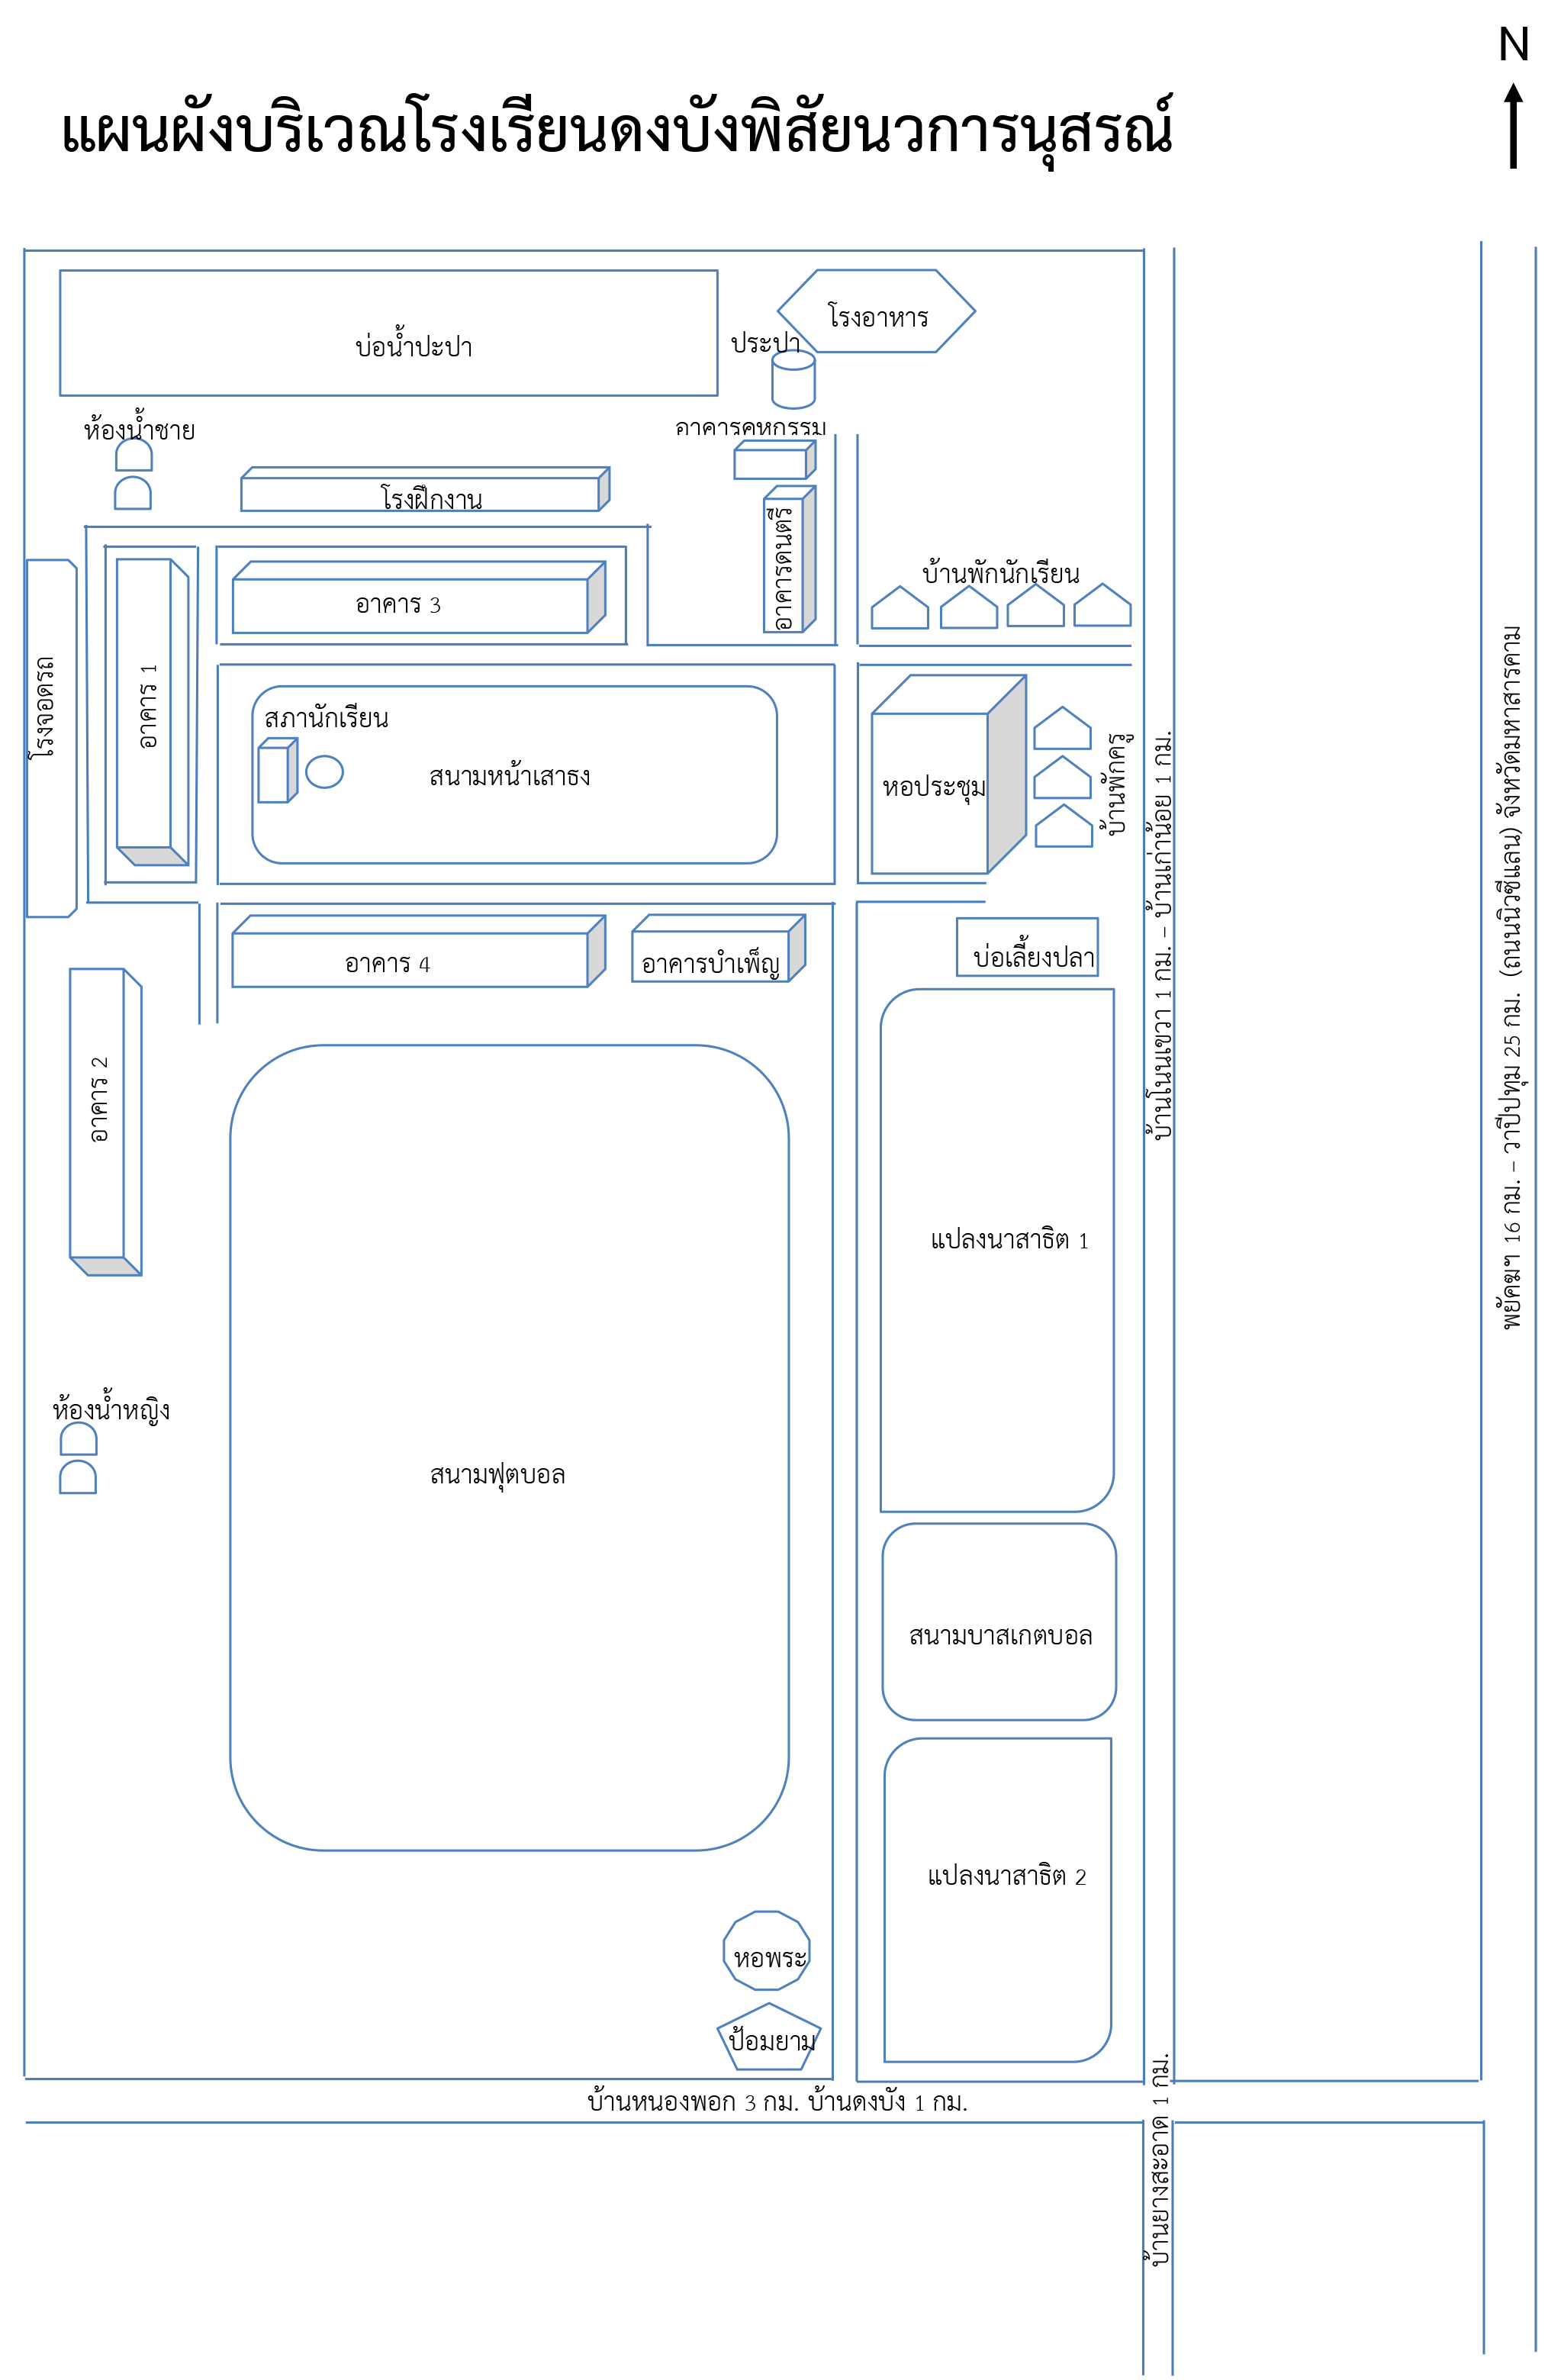 N
แผนผังบริเวณโรงเรียนดงบังพิสัยนวการนุสรณ์
โรงอาหาร
ประปา
บ่อน้ำปะปา
ห้องน้ำชาย
อาคารคหกรรม
โรงฝึกงาน
อาคารดนตรี
บ้านพักนักเรียน
อาคาร 3
โรงจอดรถ
อาคาร 1
สภานักเรียน
สนามหน้าเสาธง
หอประชุม
บ้านพักครู
บ้านโนนเขวา 1 กม. – บ้านเก่าน้อย 1 กม.
พยัคฆฯ 16 กม. – วาปีปทุม 25 กม. (ถนนนิวซีแลน) จังหวัดมหาสารคาม
อาคาร 4
อาคารบำเพ็ญ
บ่อเลี้ยงปลา
อาคาร 2
แปลงนาสาธิต 1
ห้องน้ำหญิง
สนามฟุตบอล
สนามบาสเกตบอล
แปลงนาสาธิต 2
หอพระ
ป้อมยาม
บ้านหนองพอก 3 กม. บ้านดงบัง 1 กม.
บ้านยางสะอาด 1 กม.